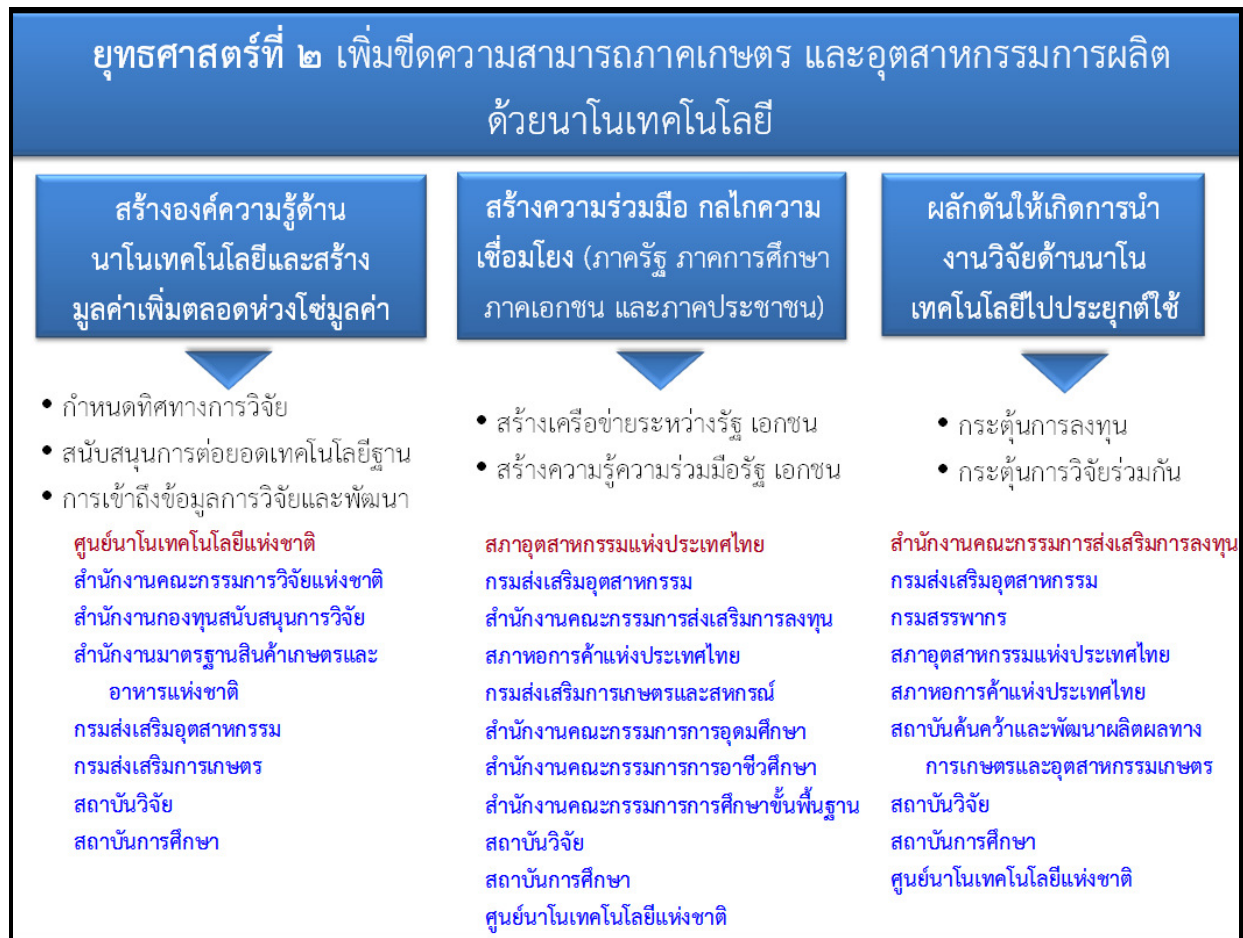 ยุทธศาสตร์ที่ ๒ เพิ่มขีดความสามารถภาคเกษตร และอุตสาหกรรมการผลิต
ด้วยนาโนเทคโนโลยี
สร้างองค์ความรู้ด้าน
นาโนเทคโนโลยีและสร้าง
มูลค่าเพิ่มตลอดห่วงโซ่มูลค่า
• กำหนดทิศทางการวิจัย
• สนับสนุนการต่อยอดเทคโนโลยีฐาน
• การเข้าถึงข้อมูลการวิจัยและพัฒนา
ศูนย์นาโนเทคโนโลยีแห่งชาติ
สำนักงานคณะกรรมการวิจัยแห่งชาติ
สำนักงานกองทุนสนับสนุนการวิจัย
สำนักงานมาตรฐานสินค้าเกษตรและ
อาหารแห่งชาติ
กรมส่งเสริมอุตสาหกรรม
กรมส่งเสริมการเกษตร
สถาบันวิจัย
สถาบันการศึกษา
สร้างความร่วมมือ กลไกความ
เชื่อมโยง (ภาครัฐ ภาคการศึกษา
ภาคเอกชน และภาคประชาชน)
• สร้างเครือข่ายระหว่างรัฐ เอกชน
• สร้างความรู้ความร่วมมือรัฐ เอกชน
สภาอุตสาหกรรมแห่งประเทศไทย
กรมส่งเสริมอุตสาหกรรม
สำนักงานคณะกรรมการส่งเสริมการลงทุน
สภาหอการค้าแห่งประเทศไทย
กรมส่งเสริมการเกษตรและสหกรณ์
สำนักงานคณะกรรมการการอุดมศึกษา
สำนักงานคณะกรรมการการอาชีวศึกษา
สำนักงานคณะกรรมการการศึกษาขั้นพื้นฐาน
สถาบันวิจัย
สถาบันการศึกษา
ศูนย์นาโนเทคโนโลยีแห่งชาติ
ผลักดันให้เกิดการนำ
งานวิจัยด้านนาโน
เทคโนโลยีไปประยุกต์ใช้
• กระตุ้นการลงทุน
• กระตุ้นการวิจัยร่วมกัน
สำนักงานคณะกรรมการส่งเสริมการลงทุน
กรมส่งเสริมอุตสาหกรรม
กรมสรรพากร
สภาอุตสาหกรรมแห่งประเทศไทย
สภาหอการค้าแห่งประเทศไทย
สถาบันค้นคว้าและพัฒนาผลิตผลทาง
การเกษตรและอุตสาหกรรมเกษตร
สถาบันวิจัย
สถาบันการศึกษา
ศูนย์นาโนเทคโนโลยีแห่งชาติ